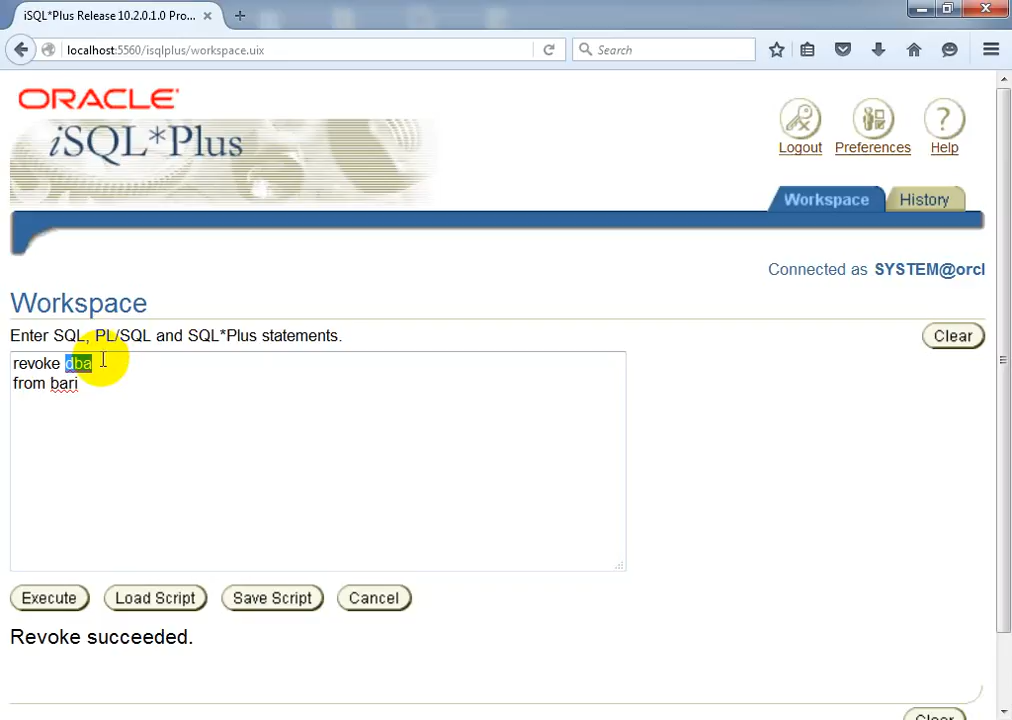 iSQL*Plus Release 10.2.0.1.0 Pro...
localhost:5560/isqlplus/workspace.uix
Search
ORACLE
iSQL*Plus
Logout
Preferences
Help
Workspace
History
Connected as SYSTEM@orcl
Workspace
Enter SQL, PL/SQL and SQL*Plus statements.
Clear
revoke dba
from bari
Execute
Load Script
Save Script
Cancel
Revoke succeeded.
Clear